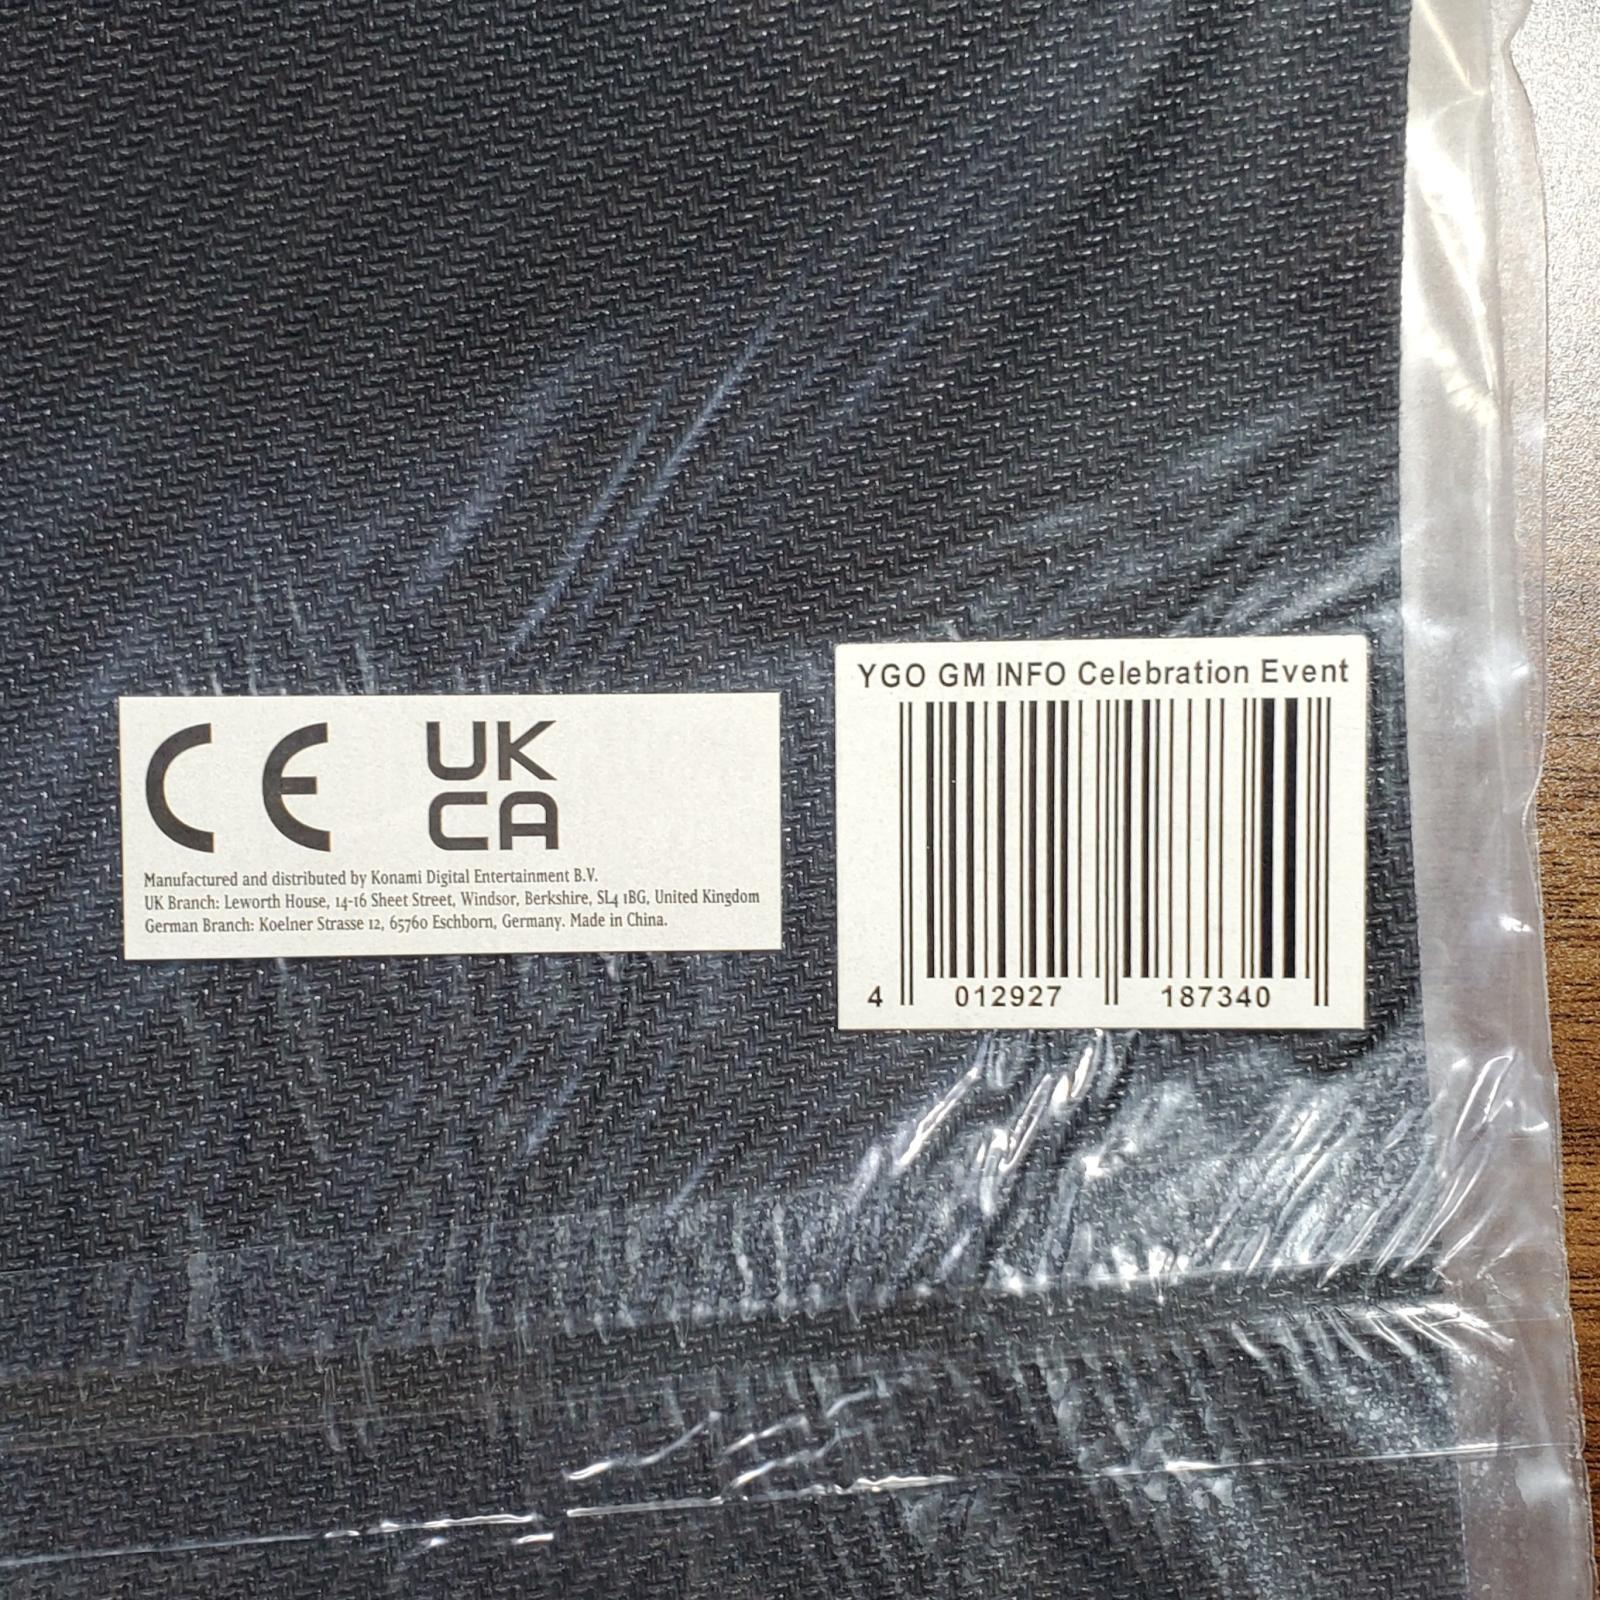 CE UK
CA
Manufactured and distributed by Konami Digital Entertainment B.V.
UK Branch: Leworth House, 14-16 Sheet Street, Windsor, Berkshire, SL4 1BG, United Kingdom
German Branch: Koelner Strasse 12, 65760 Eschborn, Germany. Made in China.
YGO GM INFO Celebration Event
4 012927 187340